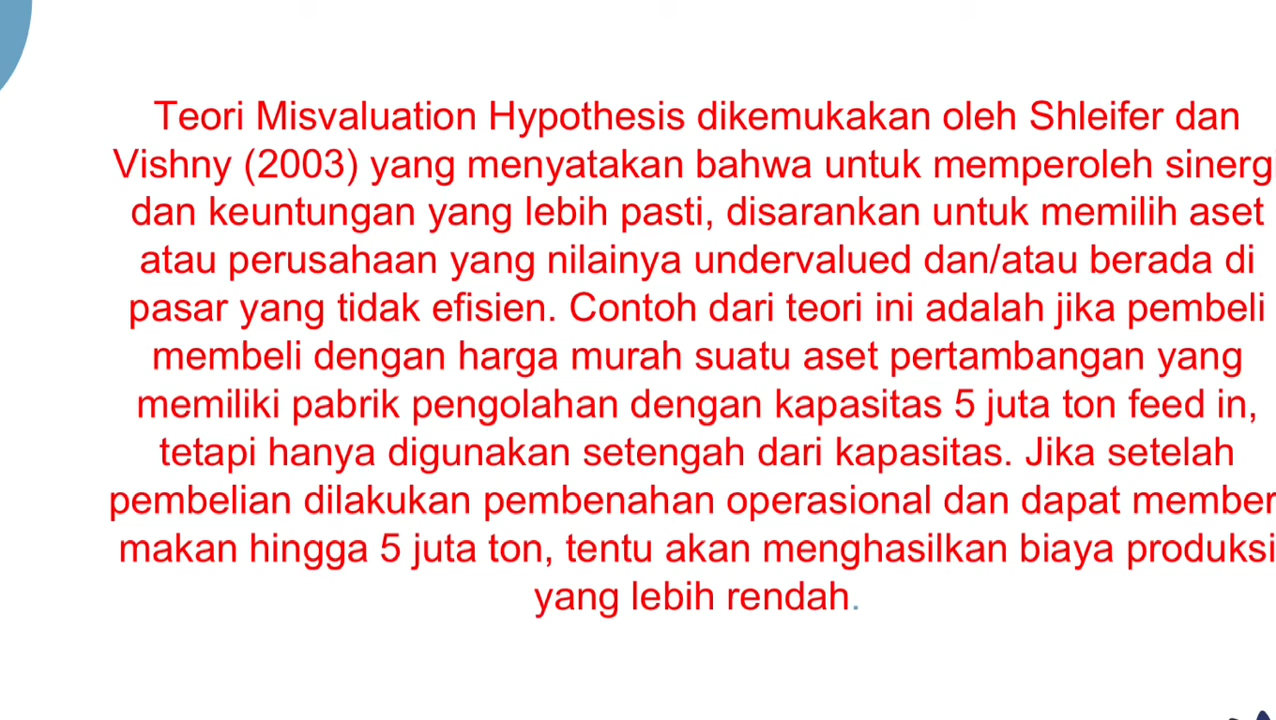 Teori Misvaluation Hypothesis dikemukakan oleh Shleifer dan
Vishny (2003) yang menyatakan bahwa untuk memperoleh sinerg
dan keuntungan yang lebih pasti, disarankan untuk memilih aset
atau perusahaan yang nilainya undervalued dan/atau berada di
pasar yang tidak efisien. Contoh dari teori ini adalah jika pembeli
membeli dengan harga murah suatu aset pertambangan yang
memiliki pabrik pengolahan dengan kapasitas 5 juta ton feed in,
tetapi hanya digunakan setengah dari kapasitas. Jika setelah
pembelian dilakukan pembenahan operasional dan dapat member
makan hingga 5 juta ton, tentu akan menghasilkan biaya produksi
yang lebih rendah.